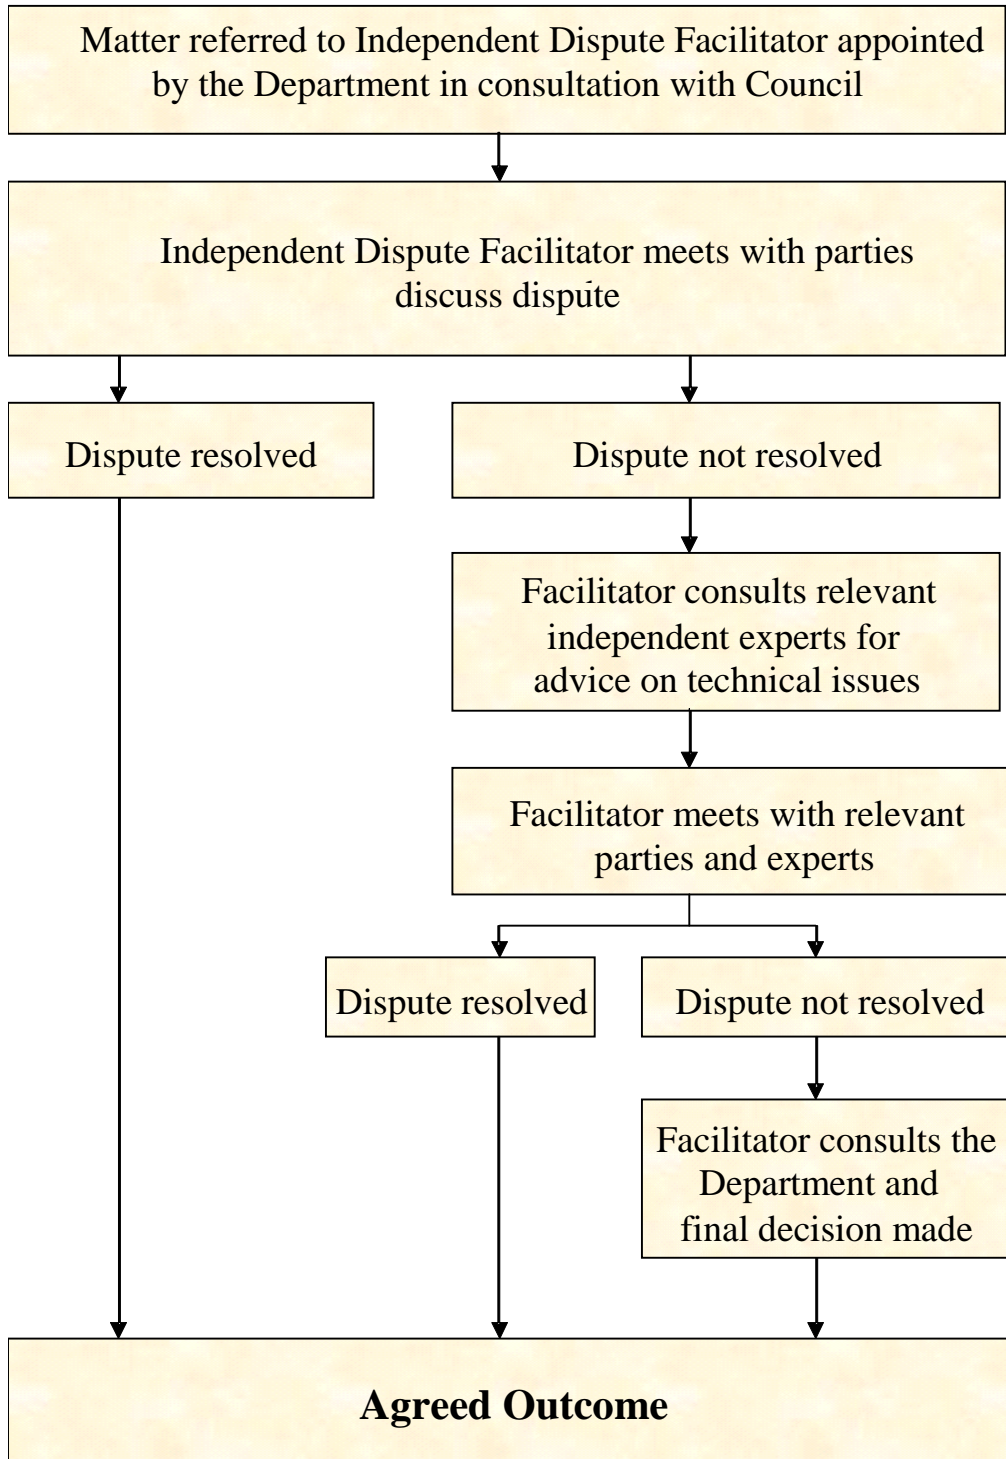 Matter referred to Independent Dispute Facilitator appointed
by the Department in consultation with Council
Independent Dispute Facilitator meets with parties
discuss dispute
Dispute resolved
Dispute not resolved
Facilitator consults relevant
independent experts for
advice on technical issues
Facilitator meets with relevant
parties and experts
Dispute resolved
Dispute not resolved
Facilitator consults the
Department and
final decision made
Agreed Outcome